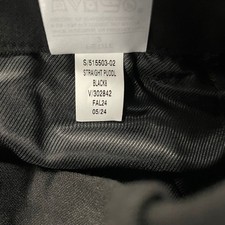 S/515503-02
STRAIGHT PUDDL
BLACK8
V/302842
FAL24
05/24